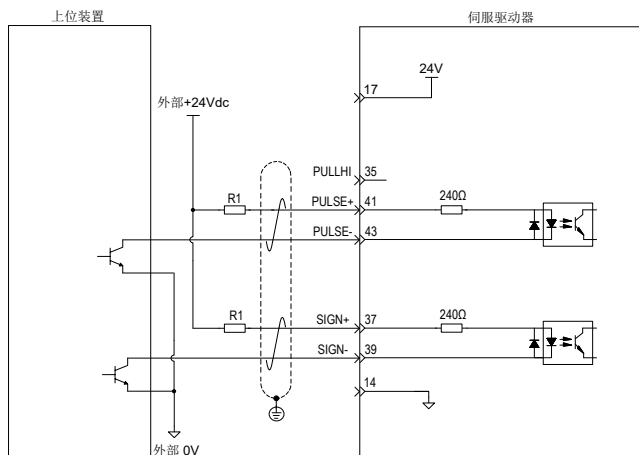 上位装置
伺服驱动器
24V
17
外部+24Vdc
PULLHI 35
R1
PULSE+ 41
240Ω
PULSE- 43
R1
SIGN+ 37
240Ω
SIGN- 39
14
外部 0V